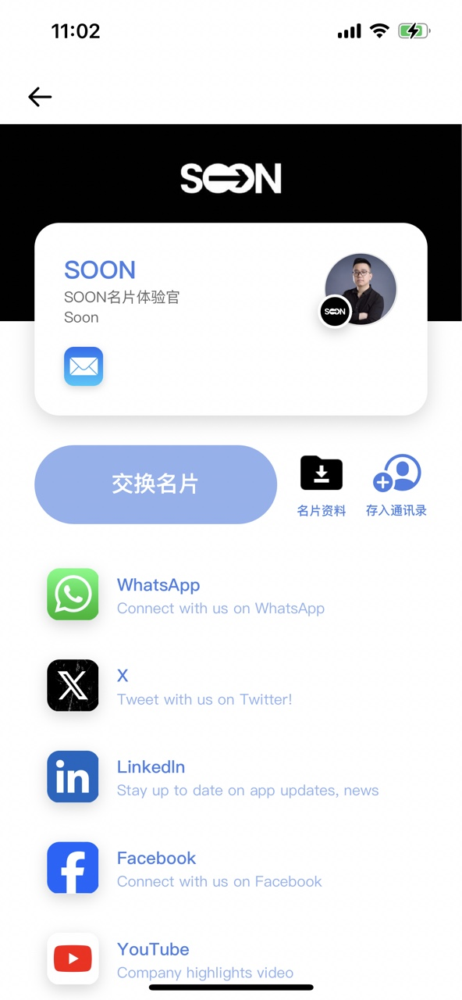 11:02
SOON
SOON
SOON名片体验官
Soon
SOON
交换名片
名片资料
存入通讯录
WhatsApp
Connect with us on WhatsApp
X
Tweet with us on Twitter!
in
LinkedIn
Stay up to date on app updates, news
f
Facebook
Connect with us on Facebook
YouTube
Company highlights video